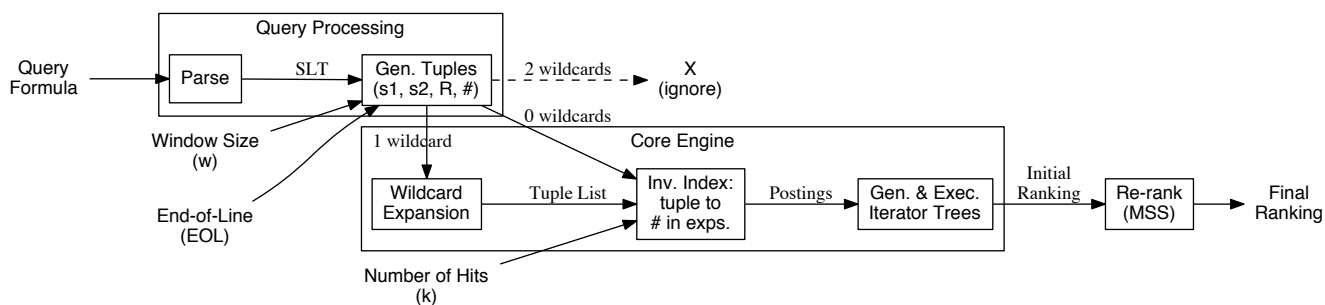 Query Processing
Query
Formula
Parse
SLT
Gen. Tuples
(s1, s2, R, #)
2 wildcards
X
(ignore)
0 wildcards
Window Size
(w)
1 wildcard
Core Engine
End-of-Line
(EOL)
Wildcard
Expansion
Tuple List
Inv. Index:
tuple to
# in exps.
Postings
Gen. & Exec.
Iterator Trees
Initial
Ranking
Re-rank
(MSS)
Final
Ranking
Number of Hits
(k)